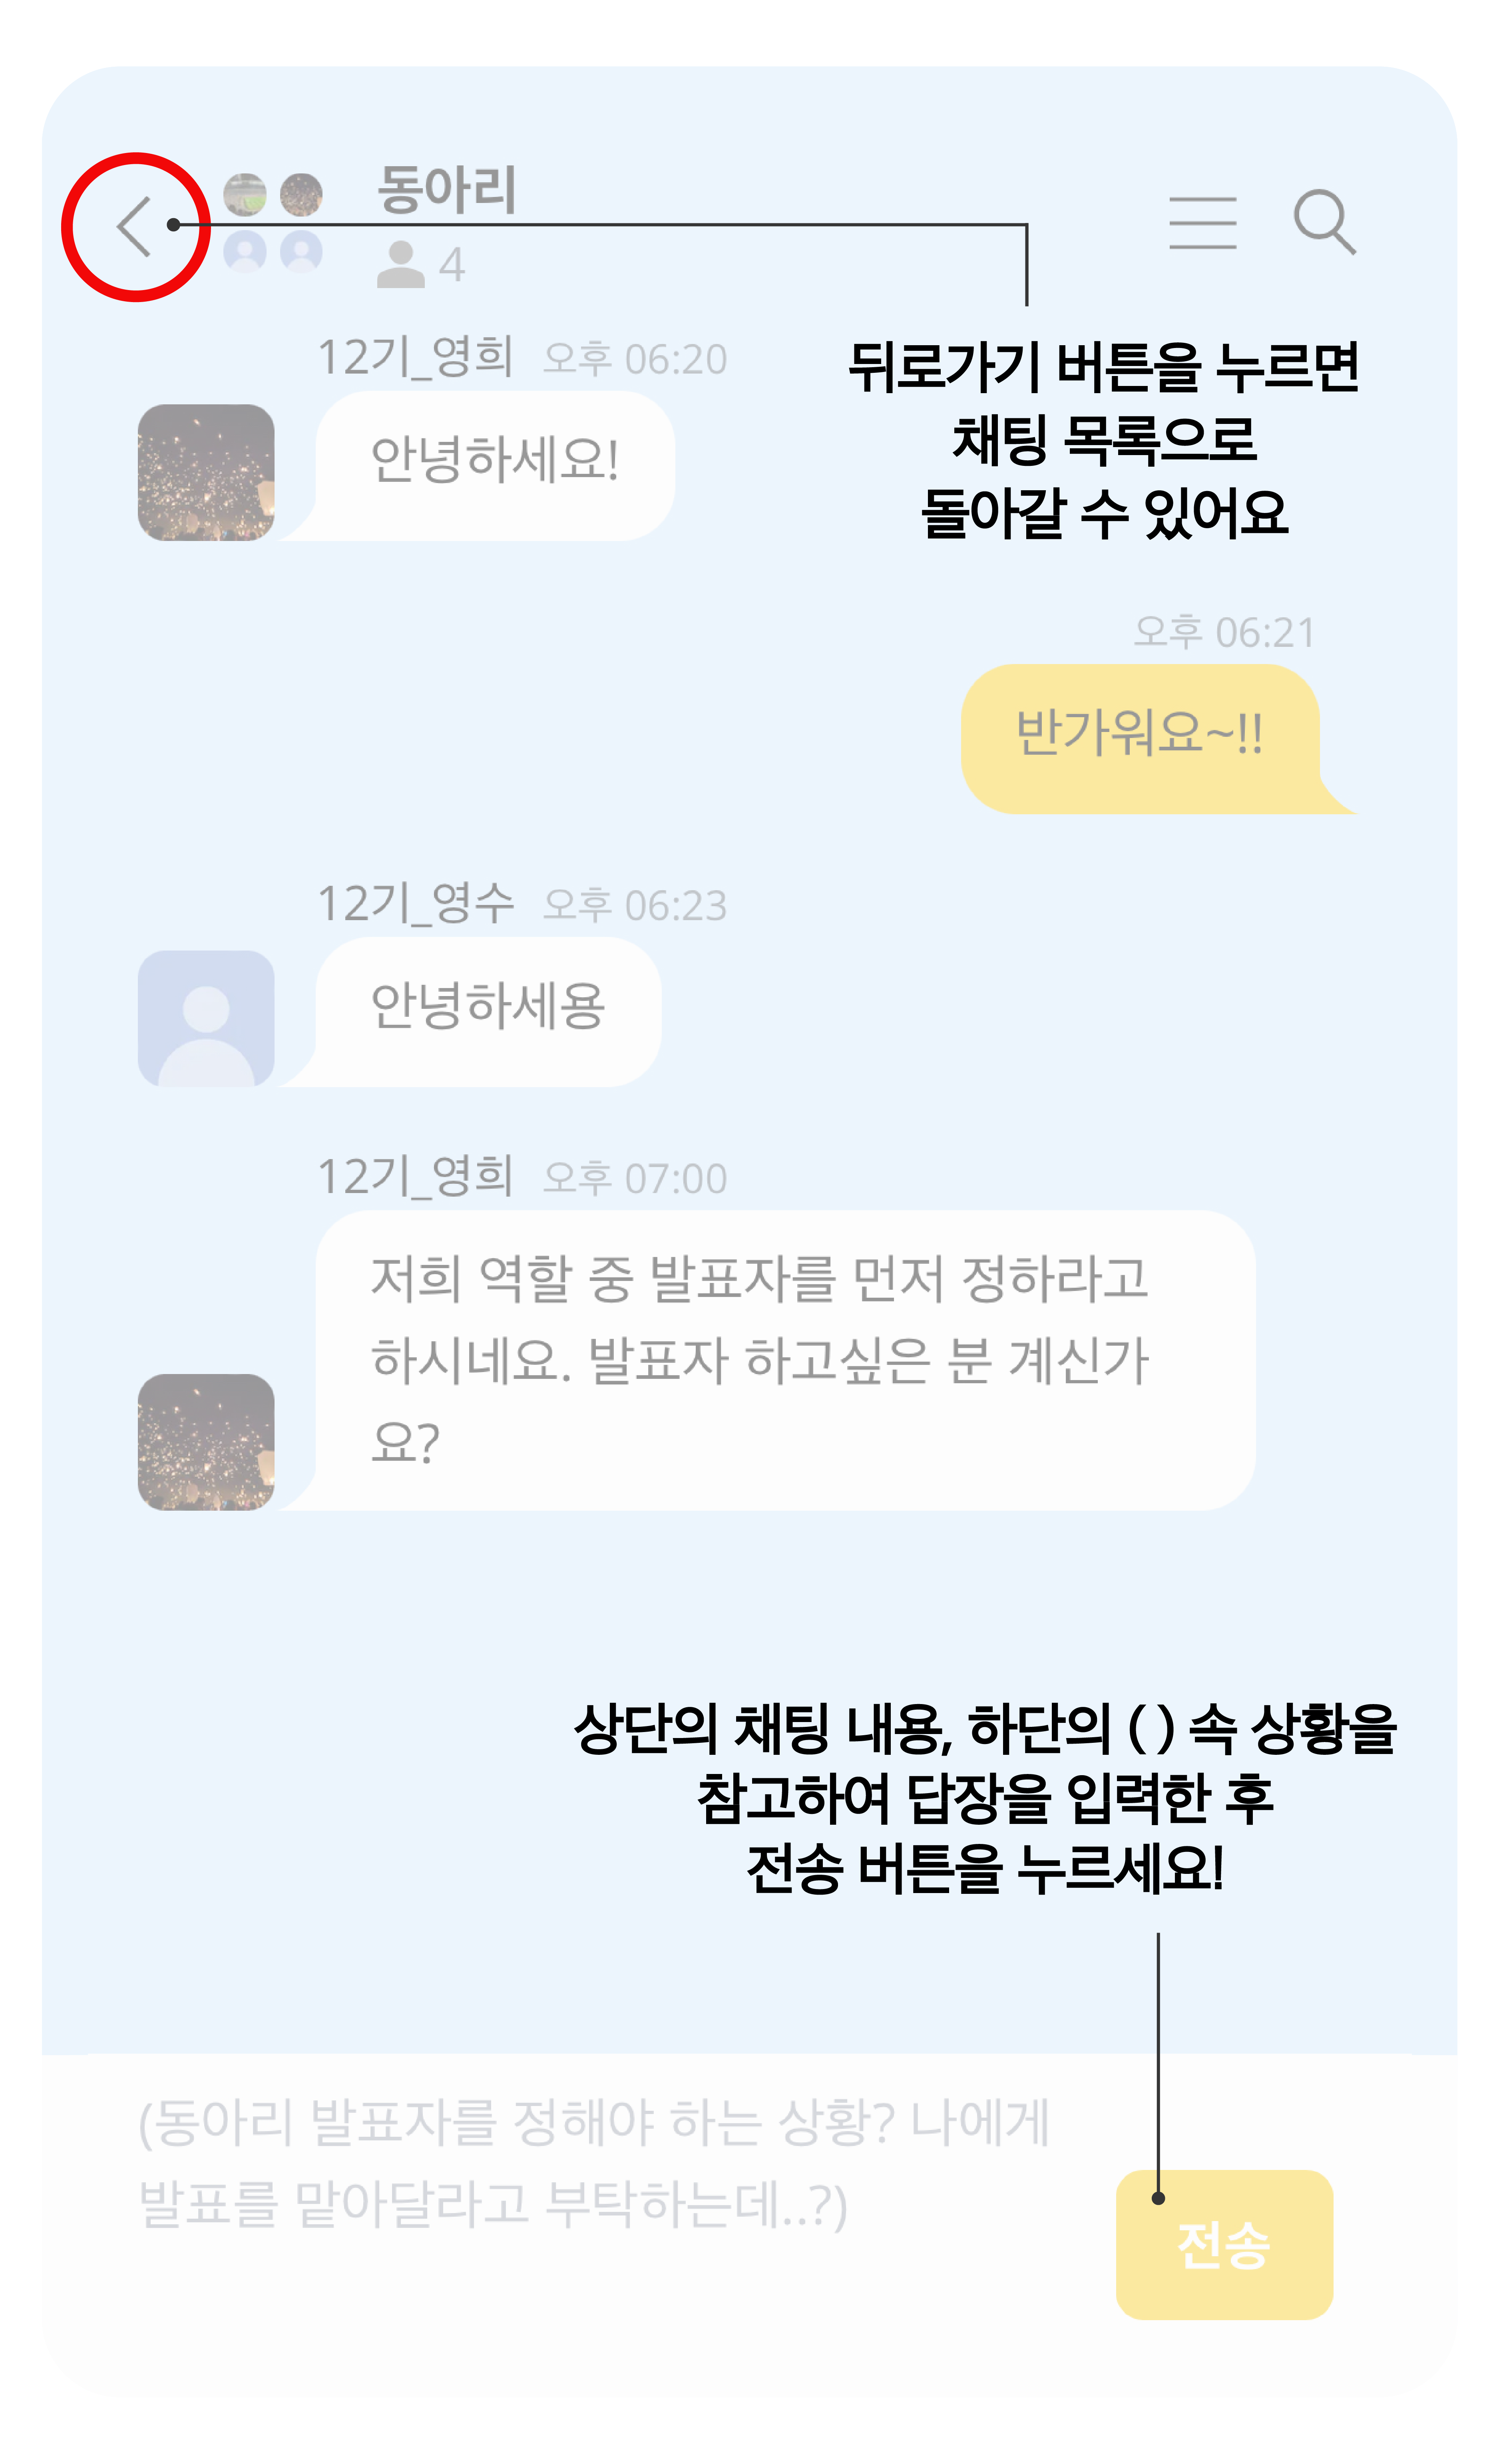 동아리
4
12기_영희 오후 06:20
안녕하세요!
뒤로가기 버튼을 누르면
채팅 목록으로
돌아갈 수 있어요
오후 06:21
반가워요~!!
12기_영수 오후 06:23
안녕하세용
12기_영희 오후 07:00
저희 역할 중 발표자를 먼저 정하라고
하시네요. 발표자 하고싶은 분 계신가
요?
상단의 채팅 내용, 하단의 ( ) 속 상황을
참고하여 답장을 입력한 후
전송 버튼을 누르세요!
(동아리 발표자를 정해야 하는 상황? 나에게
발표를 맡아달라고 부탁하는데..?)
전송